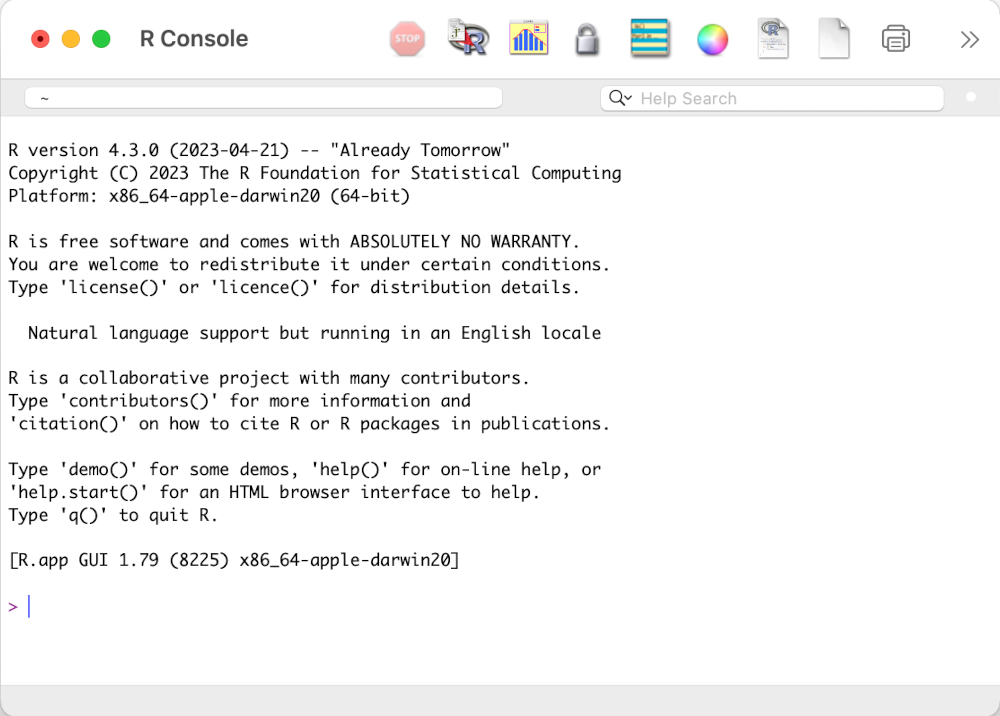 R Console
STOP
~
Help Search
R version 4.3.0 (2023-04-21) -- "Already Tomorrow"
Copyright (C) 2023 The R Foundation for Statistical Computing
Platform: x86_64-apple-darwin20 (64-bit)
R is free software and comes with ABSOLUTELY NO WARRANTY.
You are welcome to redistribute it under certain conditions.
Type 'license()' or 'licence()' for distribution details.
Natural language support but running in an English locale
R is a collaborative project with many contributors.
Type 'contributors()' for more information and
'citation()' on how to cite R or R packages in publications.
Type 'demo()' for some demos, 'help()' for on-line help, or
'help.start()' for an HTML browser interface to help.
Type 'q()' to quit R.
[R.app GUI 1.79 (8225) x86_64-apple-darwin20]
>